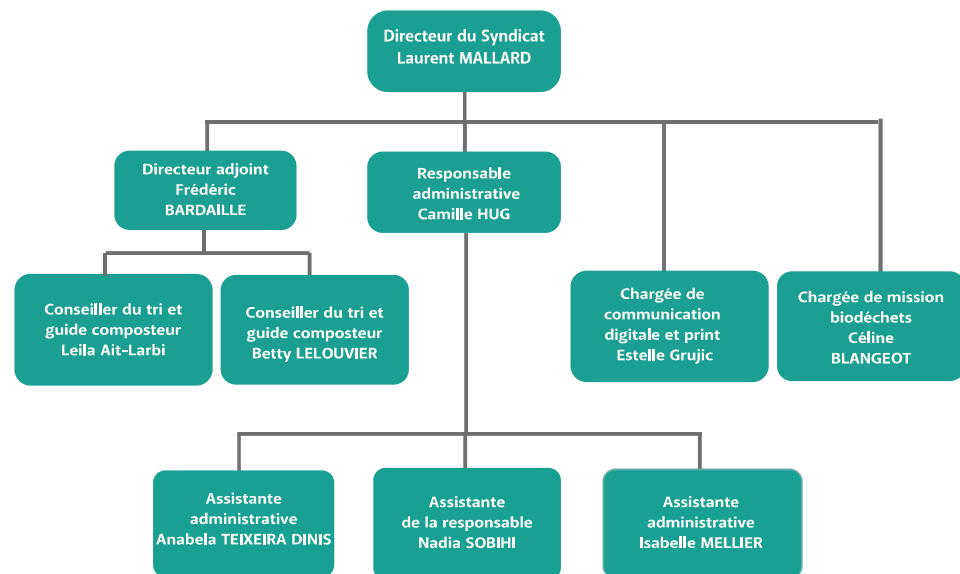 Directeur du Syndicat
Laurent MALLARD
Directeur adjoint
Frédéric
BARDAILLE
Responsable
administrative
Camille HUG
Conseiller du tri et
guide composteur
Leila Ait-Larbi
Conseiller du tri et
guide composteur
Betty LELOUVIER
Chargée de
communication
digitale et print
Estelle Grujic
Chargée de mission
biodéchets
Céline
BLANGEOT
Assistante
administrative
Anabela TEIXEIRA DINIS
Assistante
de la responsable
Nadia SOBIHI
Assistante
administrative
Isabelle MELLIER